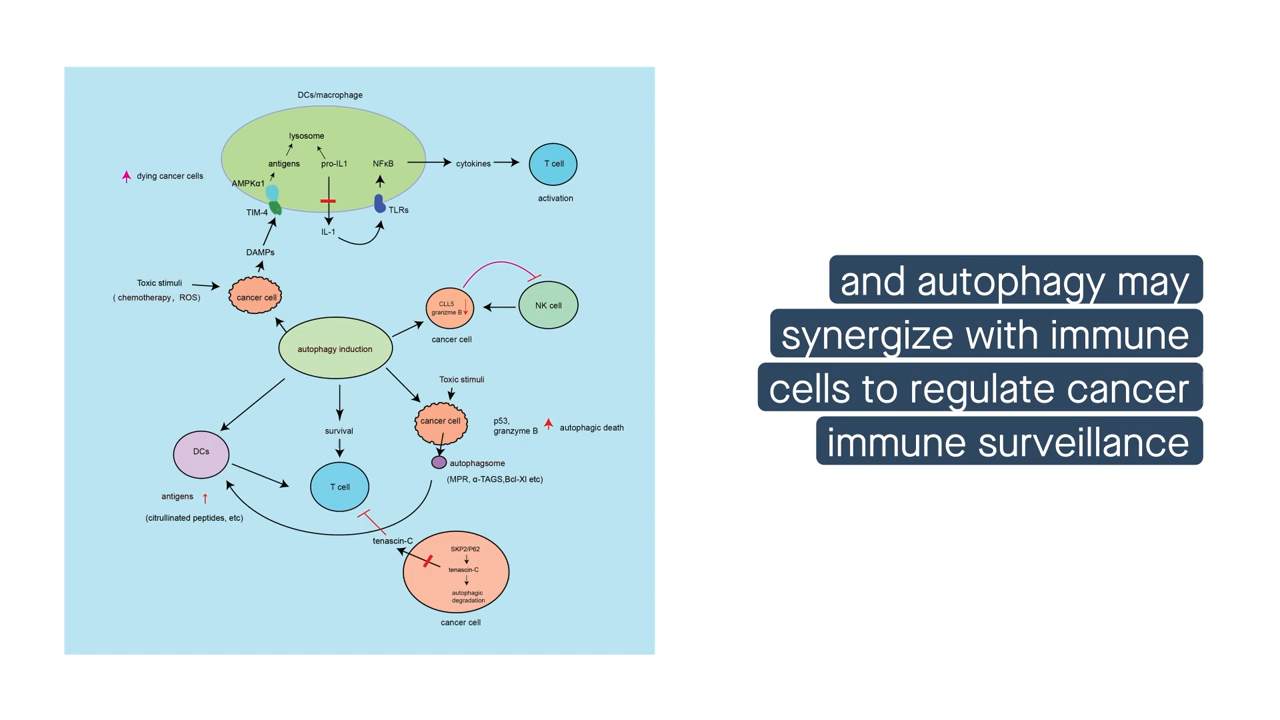 DCs/macrophage
lysosome
antigens
pro-IL1
NFκB
cytokines
T cell
activation
dying cancer cells
AMPKα1
TIM-4
TLRs
IL-1
DAMPs
Toxic stimuli
( chemotherapy, ROS)
cancer cell
CLL5
granzme B
NK cell
cancer cell
autophagy induction
Toxic stimuli
cancer cell
p53,
granzyme B
autophagic death
survival
DCs
autophagsome
(MPR, α-TAGS,Bcl-Xl etc)
T cell
antigens
(citrullinated peptides, etc)
tenascin-C
SKP2/P62
tenascin-C
autophagic
degradation
cancer cell
and autophagy may
synergize with immune
cells to regulate cancer
immune surveillance